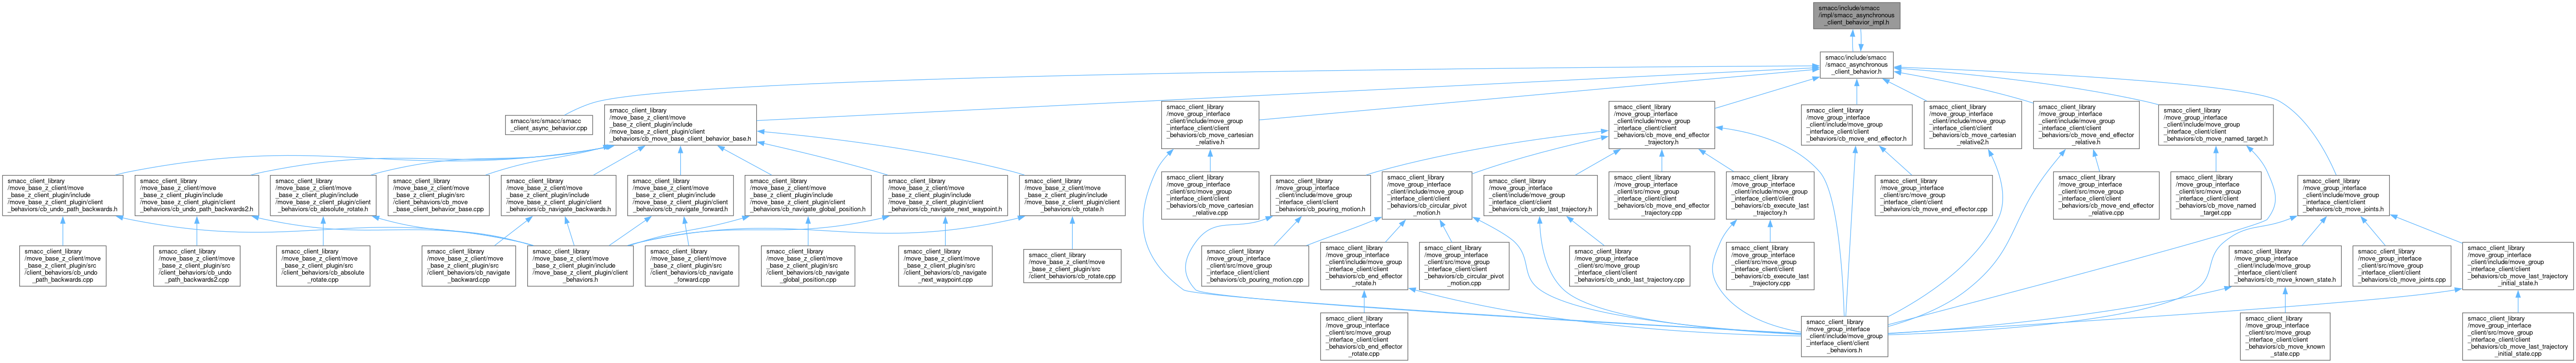 smacc/include/smacc
/impl/smacc_asynchronous
_client_behavior_impl.h
smacc/include/smacc
/smacc_asynchronous
_client_behavior.h
smacc/src/smacc/smacc
_client_async_behavior.cpp
smacc_client_library
/move_base_z_client/move
_base_z_client_plugin/include
/move_base_z_client_plugin/client
_behaviors/cb_move_base_client_behavior_base.h
smacc_client_library
/move_group_interface
_client/include/move_group
_interface_client/client
_behaviors/cb_move_cartesian
_relative.h
smacc_client_library
/move_group_interface
_client/include/move_group
_interface_client/client
_behaviors/cb_move_end_effector
_trajectory.h
smacc_client_library
/move_group_interface
_client/include/move_group
_interface_client/client
_behaviors/cb_move_end_effector.h
smacc_client_library
/move_group_interface
_client/include/move_group
_interface_client/client
_behaviors/cb_move_cartesian
_relative2.h
smacc_client_library
/move_group_interface
_client/include/move_group
_interface_client/client
_behaviors/cb_move_end_effector
_relative.h
smacc_client_library
/move_group_interface
_client/include/move_group
_interface_client/client
_behaviors/cb_move_named_target.h
smacc_client_library
/move_base_z_client/move
_base_z_client_plugin/include
/move_base_z_client_plugin/client
_behaviors/cb_undo_path_backwards.h
smacc_client_library
/move_base_z_client/move
_base_z_client_plugin/include
/move_base_z_client_plugin/client
_behaviors/cb_undo_path_backwards2.h
smacc_client_library
/move_base_z_client/move
_base_z_client_plugin/include
/move_base_z_client_plugin/client
_behaviors/cb_absolute_rotate.h
smacc_client_library
/move_base_z_client/move
_base_z_client_plugin/src
/client_behaviors/cb_move
_base_client_behavior_base.cpp
smacc_client_library
/move_base_z_client/move
_base_z_client_plugin/include
/move_base_z_client_plugin/client
_behaviors/cb_navigate_backwards.h
smacc_client_library
/move_base_z_client/move
_base_z_client_plugin/include
/move_base_z_client_plugin/client
_behaviors/cb_navigate_forward.h
smacc_client_library
/move_base_z_client/move
_base_z_client_plugin/include
/move_base_z_client_plugin/client
_behaviors/cb_navigate_global_position.h
smacc_client_library
/move_base_z_client/move
_base_z_client_plugin/include
/move_base_z_client_plugin/client
_behaviors/cb_navigate_next_waypoint.h
smacc_client_library
/move_base_z_client/move
_base_z_client_plugin/include
/move_base_z_client_plugin/client
_behaviors/cb_rotate.h
smacc_client_library
/move_group_interface
_client/src/move_group
_interface_client/client
_behaviors/cb_move_cartesian
_relative.cpp
smacc_client_library
/move_group_interface
_client/include/move_group
_interface_client/client
_behaviors/cb_pouring_motion.h
smacc_client_library
/move_group_interface
_client/include/move_group
_interface_client/client
_behaviors/cb_circular_pivot
_motion.h
smacc_client_library
/move_group_interface
_client/include/move_group
_interface_client/client
_behaviors/cb_undo_last_trajectory.h
smacc_client_library
/move_group_interface
_client/src/move_group
_interface_client/client
_behaviors/cb_move_end_effector
_trajectory.cpp
smacc_client_library
/move_group_interface
_client/include/move_group
_interface_client/client
_behaviors/cb_execute_last
_trajectory.h
smacc_client_library
/move_group_interface
_client/src/move_group
_interface_client/client
_behaviors/cb_move_end_effector.cpp
smacc_client_library
/move_group_interface
_client/src/move_group
_interface_client/client
_behaviors/cb_move_end_effector
_relative.cpp
smacc_client_library
/move_group_interface
_client/src/move_group
_interface_client/client
_behaviors/cb_move_named
_target.cpp
smacc_client_library
/move_group_interface
_client/include/move_group
_interface_client/client
_behaviors/cb_move_joints.h
smacc_client_library
/move_base_z_client/move
_base_z_client_plugin/src
/client_behaviors/cb_undo
_path_backwards.cpp
smacc_client_library
/move_base_z_client/move
_base_z_client_plugin/src
/client_behaviors/cb_undo
_path_backwards2.cpp
smacc_client_library
/move_base_z_client/move
_base_z_client_plugin/src
/client_behaviors/cb_absolute
_rotate.cpp
smacc_client_library
/move_base_z_client/move
_base_z_client_plugin/src
/client_behaviors/cb_navigate
_backward.cpp
smacc_client_library
/move_base_z_client/move
_base_z_client_plugin/include
/move_base_z_client_plugin/client
_behaviors.h
smacc_client_library
/move_base_z_client/move
_base_z_client_plugin/src
/client_behaviors/cb_navigate
_forward.cpp
smacc_client_library
/move_base_z_client/move
_base_z_client_plugin/src
/client_behaviors/cb_navigate
_global_position.cpp
smacc_client_library
/move_base_z_client/move
_base_z_client_plugin/src
/client_behaviors/cb_navigate
_next_waypoint.cpp
smacc_client_library
/move_base_z_client/move
_base_z_client_plugin/src
/client_behaviors/cb_rotate.cpp
smacc_client_library
/move_group_interface
_client/src/move_group
_interface_client/client
_behaviors/cb_pouring_motion.cpp
smacc_client_library
/move_group_interface
_client/include/move_group
_interface_client/client
_behaviors/cb_end_effector
_rotate.h
smacc_client_library
/move_group_interface
_client/src/move_group
_interface_client/client
_behaviors/cb_circular_pivot
_motion.cpp
smacc_client_library
/move_group_interface
_client/src/move_group
_interface_client/client
_behaviors/cb_undo_last_trajectory.cpp
smacc_client_library
/move_group_interface
_client/src/move_group
_interface_client/client
_behaviors/cb_execute_last
_trajectory.cpp
smacc_client_library
/move_group_interface
_client/include/move_group
_interface_client/client
_behaviors/cb_move_known_state.h
smacc_client_library
/move_group_interface
_client/src/move_group
_interface_client/client
_behaviors/cb_move_joints.cpp
smacc_client_library
/move_group_interface
_client/include/move_group
_interface_client/client
_behaviors/cb_move_last_trajectory
_initial_state.h
smacc_client_library
/move_group_interface
_client/src/move_group
_interface_client/client
_behaviors/cb_end_effector
_rotate.cpp
smacc_client_library
/move_group_interface
_client/include/move_group
_interface_client/client
_behaviors.h
smacc_client_library
/move_group_interface
_client/src/move_group
_interface_client/client
_behaviors/cb_move_known
_state.cpp
smacc_client_library
/move_group_interface
_client/src/move_group
_interface_client/client
_behaviors/cb_move_last_trajectory
_initial_state.cpp